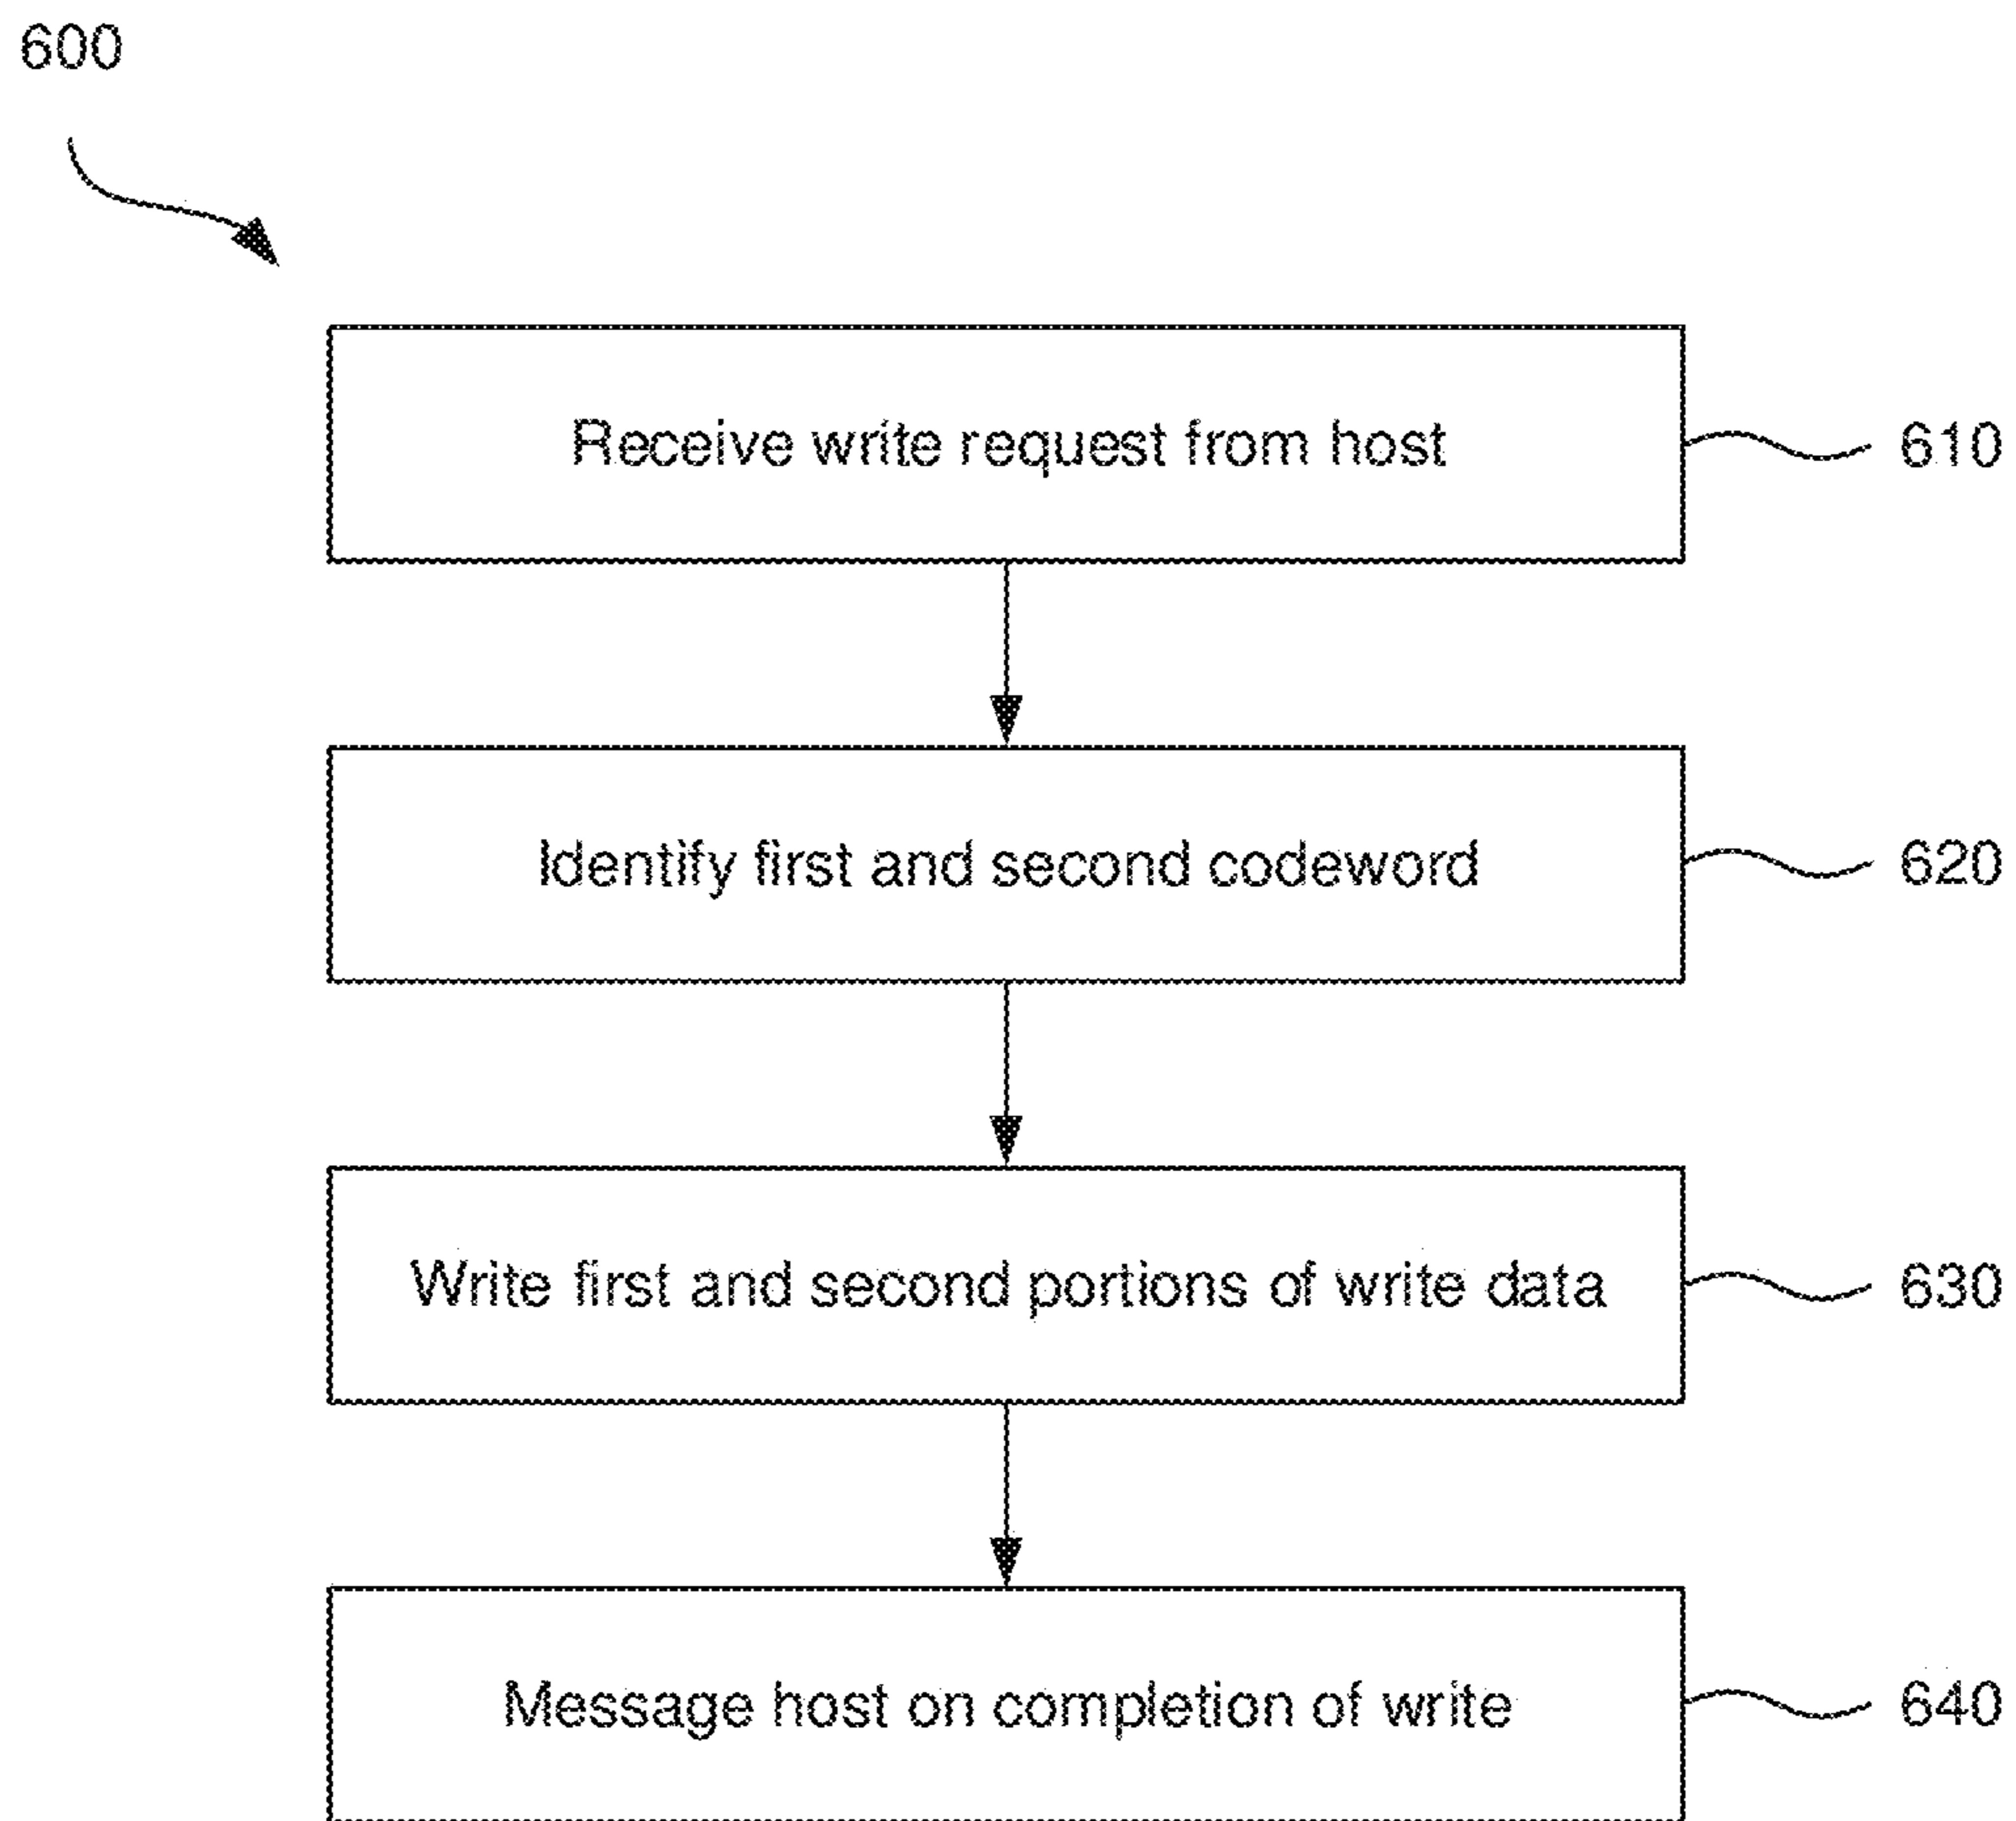 600
Receive write request from host
610
Identify first and second codeword
620
Write first and second portions of write data
630
Message host on completion of write
640